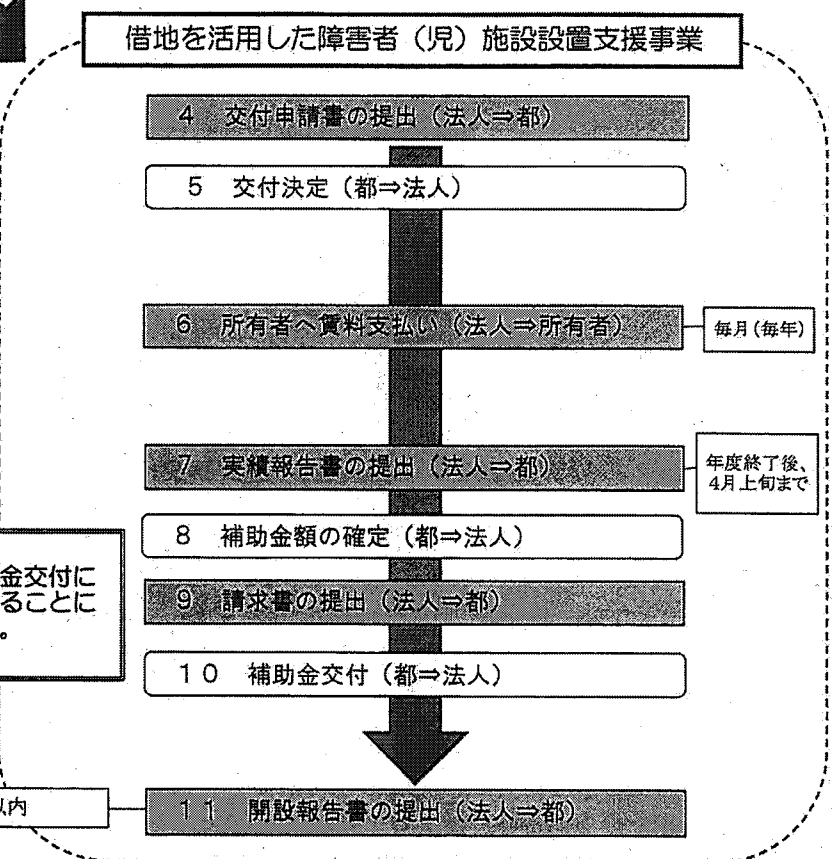 借地を活用した障害者（児）施設設置支援事業
4　交付申請書の提出（法人⇒都）
5　交付決定（都⇒法人）
6　所有者へ賃料支払い（法人⇒所有者）
毎月(毎年)
7　実績報告書の提出（法人⇒都）
年度終了後、
4月上旬まで
8　補助金額の確定（都⇒法人）
金交付に
ることに
。
9　請求書の提出（法人⇒都）
10　補助金交付（都⇒法人）
以内
11　開設報告書の提出（法人⇒都）